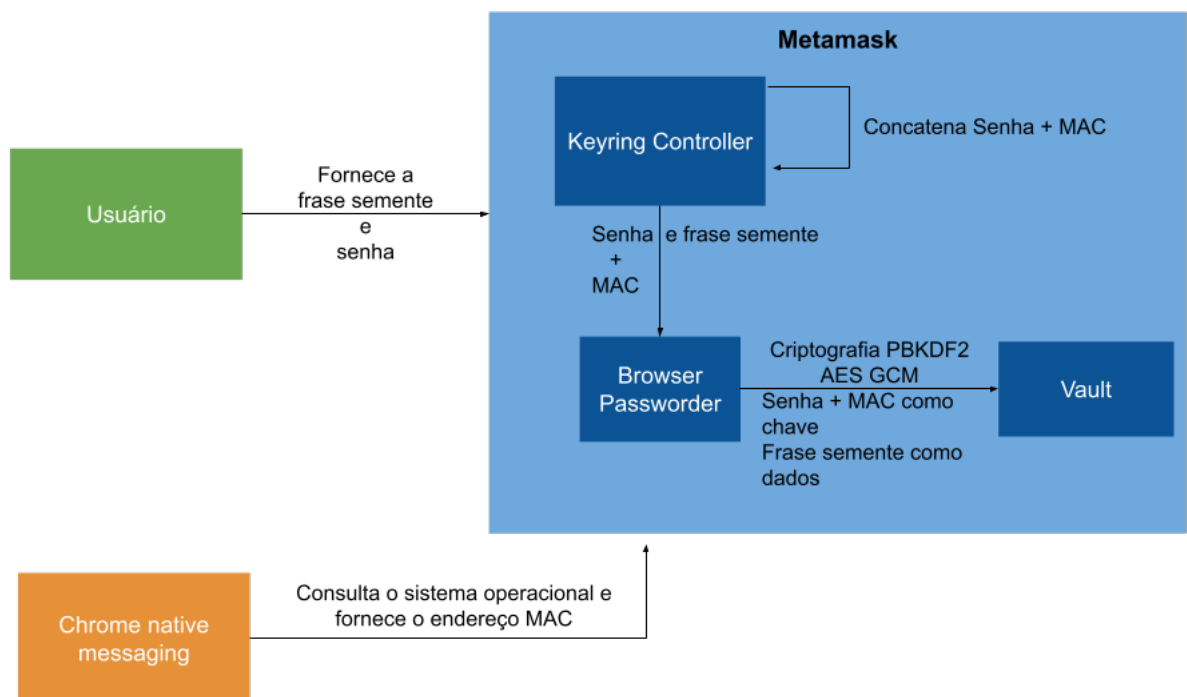 Metamask
Keyring Controller
Concatena Senha + MAC
Usuário
Fornece a
frase semente
e
senha
Senha e frase semente
+
MAC
Browser
Passworder
Criptografia PBKDF2
AES GCM
Senha + MAC como
chave
Frase semente como
dados
Vault
Chrome native
messaging
Consulta o sistema operacional e
fornece o endereço MAC